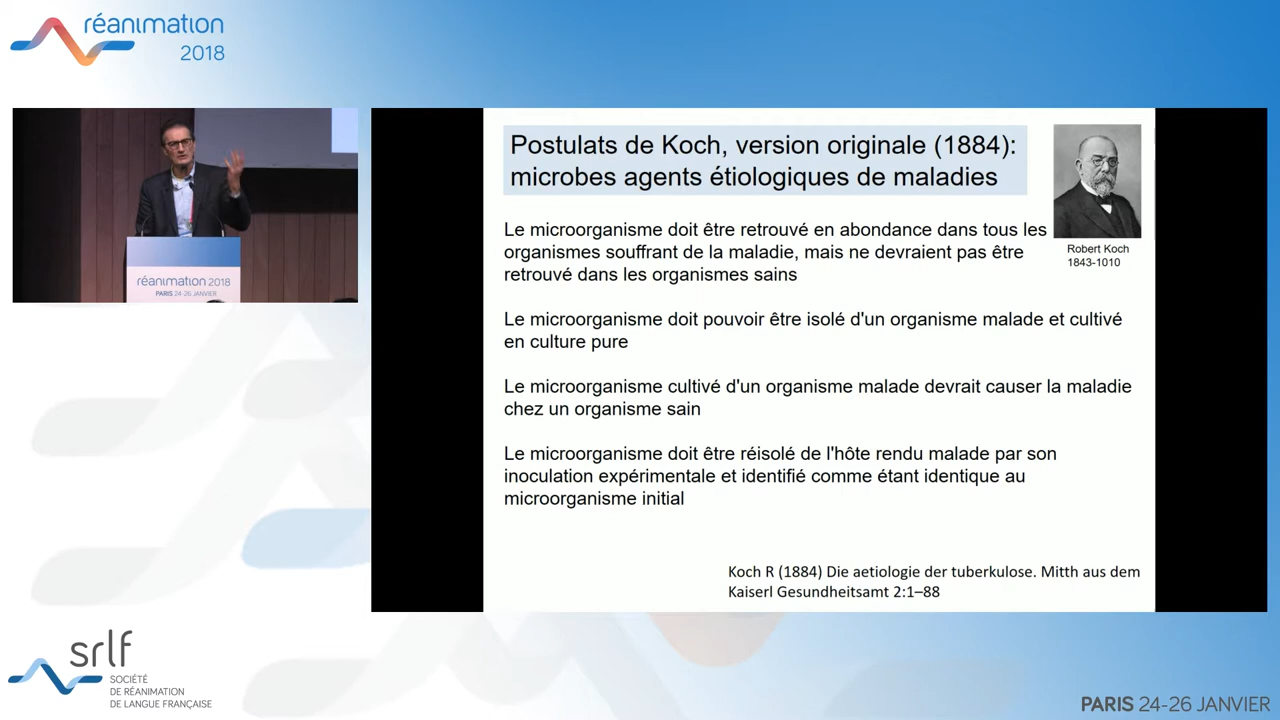 réanimation
2018
réanimation 2018
PARIS 24-26 JANVIER
Postulats de Koch, version originale (1884):
microbes agents étiologiques de maladies
Robert Koch
1843-1010
Le microorganisme doit être retrouvé en abondance dans tous les
organismes souffrant de la maladie, mais ne devraient pas être
retrouvé dans les organismes sains
Le microorganisme doit pouvoir être isolé d'un organisme malade et cultivé
en culture pure
Le microorganisme cultivé d'un organisme malade devrait causer la maladie
chez un organisme sain
Le microorganisme doit être réisolé de l'hôte rendu malade par son
inoculation expérimentale et identifié comme étant identique au
microorganisme initial
Koch R (1884) Die aetiologie der tuberkulose. Mitth aus dem
Kaiserl Gesundheitsamt 2:1–88
srlf
SOCIÉTÉ
DE RÉANIMATION
DE LANGUE FRANÇAISE
PARIS 24-26 JANVIER